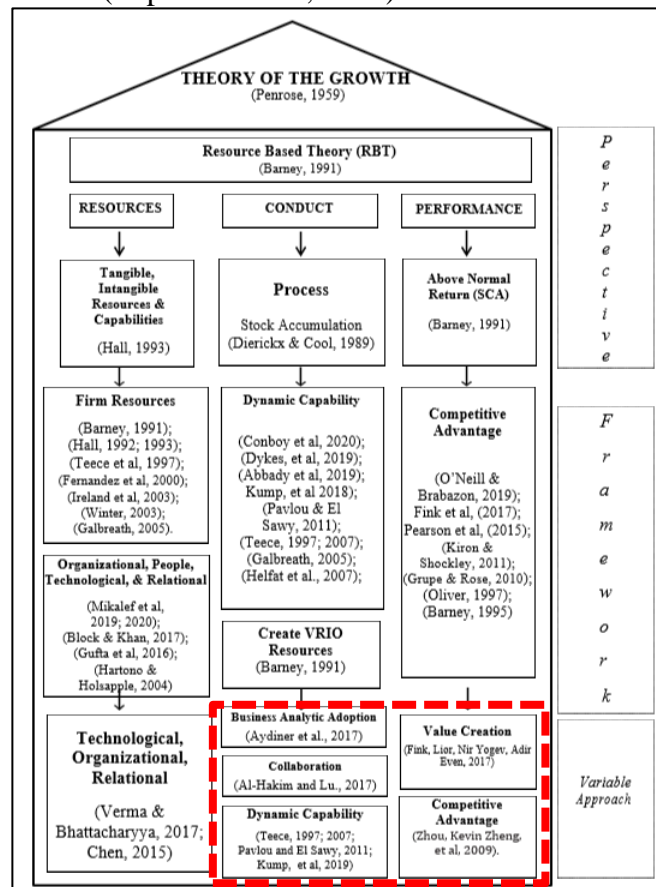 THEORY OF THE GROWTH
(Penrose, 1959)
Resource Based Theory (RBT)
(Barney, 1991)
RESOURCES
CONDUCT
PERFORMANCE
Tangible,
Intangible
Resources &
Capabilities
(Hall, 1993)
Process
Stock Accumulation
(Dierickx & Cool, 1989)
Above Normal
Return (SCA)
(Barney, 1991)
Perspective
Firm Resources
(Barney, 1991);
(Hall, 1992; 1993);
(Teece et al, 1997);
(Fernandez et al, 2000);
(Ireland et al, 2003);
(Winter, 2003);
(Galbreath, 2005).
Dynamic Capability
(Conboy et al, 2020);
(Dykes, et al, 2019);
(Abbady et al, 2019);
Kump, et al 2018);
(Pavlou & El
Sawy, 2011);
(Teece, 1997; 2007);
(Galbreath, 2005);
(Helfat et al., 2007);
Competitive
Advantage
(O'Neill &
Brabazon, 2019);
Fink et al, (2017);
Pearson et al, (2015);
(Kiron &
Shockley, 2011);
(Grupe & Rose, 2010);
(Oliver, 1997);
(Barney, 1995)
Framework
Organizational, People,
Technological, & Relational
(Mikalef et al,
2019; 2020);
(Block & Khan, 2017);
(Gufta et al, 2016);
(Hartono &
Holsapple, 2004)
Create VRIO
Resources
(Barney, 1991)
Technological,
Organizational,
Relational
(Verma &
Bhattacharyya, 2017;
Chen, 2015)
Business Analytic Adoption
(Aydiner et al., 2017)
Collaboration
(Al-Hakim and Lu., 2017)
Dynamic Capability
(Teece, 1997; 2007;
Pavlou and El Sawy, 2011;
Kump, et al, 2019)
Value Creation
(Fink, Lior, Nir Yogev, Adir
Even, 2017)
Competitive
Advantage
(Zhou, Kevin Zheng,
et al, 2009).
Variable
Approach